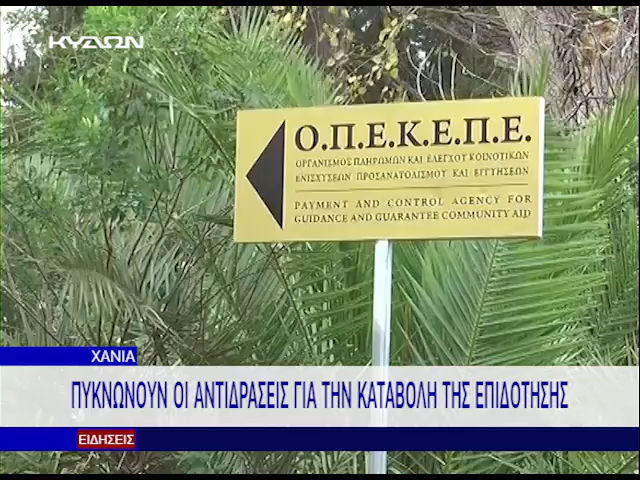 ΚΥΔΩΝ
Ο.Π.Ε.Κ.Ε.Π.Ε.
ΟΡΓΑΝΙΣΜΟΣ ΠΛΗΡΩΜΩΝ ΚΑΙ ΕΛΕΓΧΟΥ ΚΟΙΝΟΤΙΚΩΝ
ΕΝΙΣΧΥΣΕΩΝ ΠΡΟΣΑΝΑΤΟΛΙΣΜΟΥ ΚΑΙ ΕΓΓΥΗΣΕΩΝ
PAYMENT AND CONTROL AGENCY FOR
GUIDANCE AND GUARANTEE COMMUNITY AID
ΧΑΝΙΑ
ΠΥΚΝΩΝΟΥΝ ΟΙ ΑΝΤΙΔΡΑΣΕΙΣ ΓΙΑ ΤΗΝ ΚΑΤΑΒΟΛΗ ΤΗΣ ΕΠΙΔΟΤΗΣΗΣ
ΕΙΔΗΣΕΙΣ